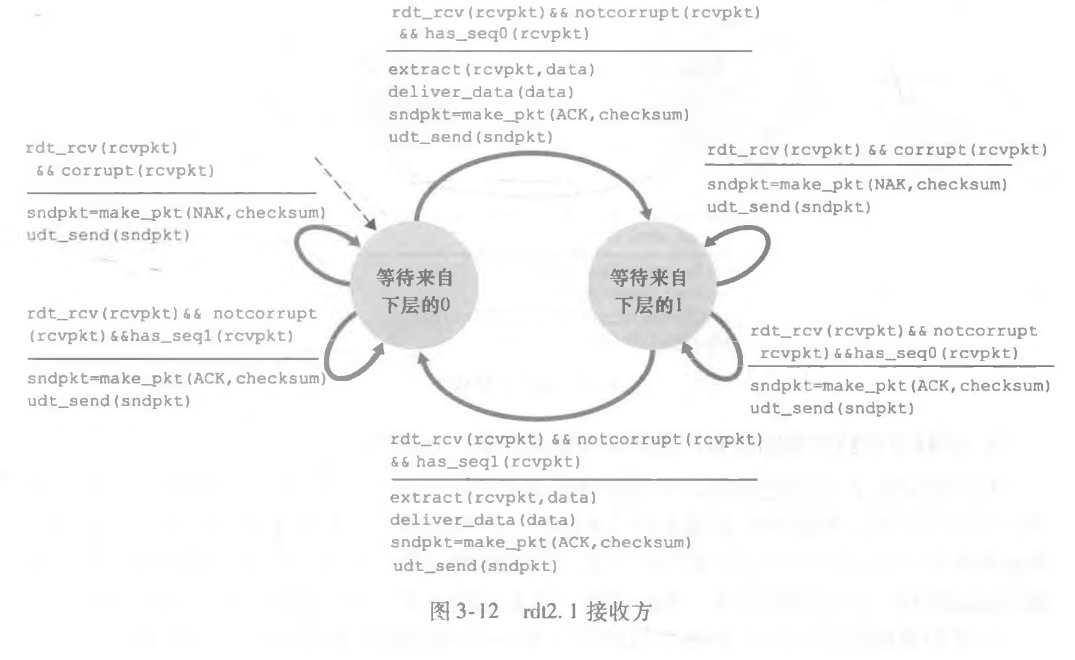 rdt_rcv(rcvpkt)&& notcorrupt(rcvpkt)
&& has_seq0(rcvpkt)
extract(rcvpkt,data)
deliver_data(data)
sndpkt=make_pkt(ACK,checksum)
udt_send(sndpkt)
rdt_rcv(rcvpkt)
&& corrupt(rcvpkt)
sndpkt=make_pkt(NAK,checksum)
udt_send(sndpkt)
rdt_rcv(rcvpkt) && corrupt(rcvpkt)
sndpkt=make_pkt(NAK,checksum)
udt_send(sndpkt)
等待来自
下层的0
等待来自
下层的1
rdt_rcv(rcvpkt)&& notcorrupt
(rcvpkt)&&has_seq1(rcvpkt)
sndpkt=make_pkt(ACK,checksum)
udt_send(sndpkt)
rdt_rcv(rcvpkt)&& notcorrupt
rcvpkt)&&has_seq0(rcvpkt)
sndpkt=make_pkt(ACK,checksum)
udt_send(sndpkt)
rdt_rcv(rcvpkt) && notcorrupt(rcvpkt)
&& has_seq1(rcvpkt)
extract(rcvpkt,data)
deliver_data(data)
sndpkt=make_pkt(ACK,checksum)
udt_send(sndpkt)
图 3-12 rdt2.1 接收方